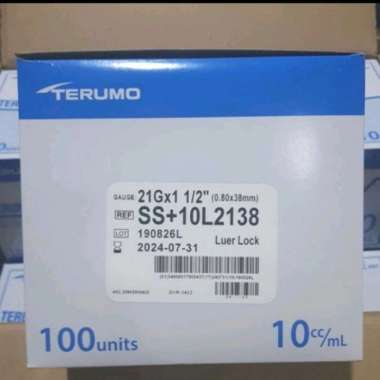 TERUMO
GAUGE 21Gx1 1/2" (0.80x38mm)
REF SS+10L2138
LOT 190826L
2024-07-31 Luer Lock
100units 10cc/mL